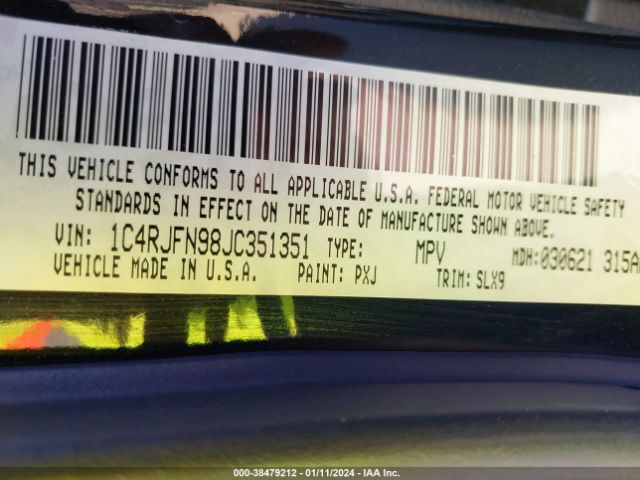 THIS VEHICLE CONFORMS TO ALL APPLICABLE U.S.A. FEDERAL MOTOR VEHICLE SAFETY
STANDARDS IN EFFECT ON THE DATE OF MANUFACTURE SHOWN ABOVE.
VIN: 1C4RJFN98JC351351 TYPE: MPV MDH:030621 315A
VEHICLE MADE IN U.S.A. PAINT: PXJ TRIM: SLX9
000-38479212 - 01/11/2024 - IAA Inc.